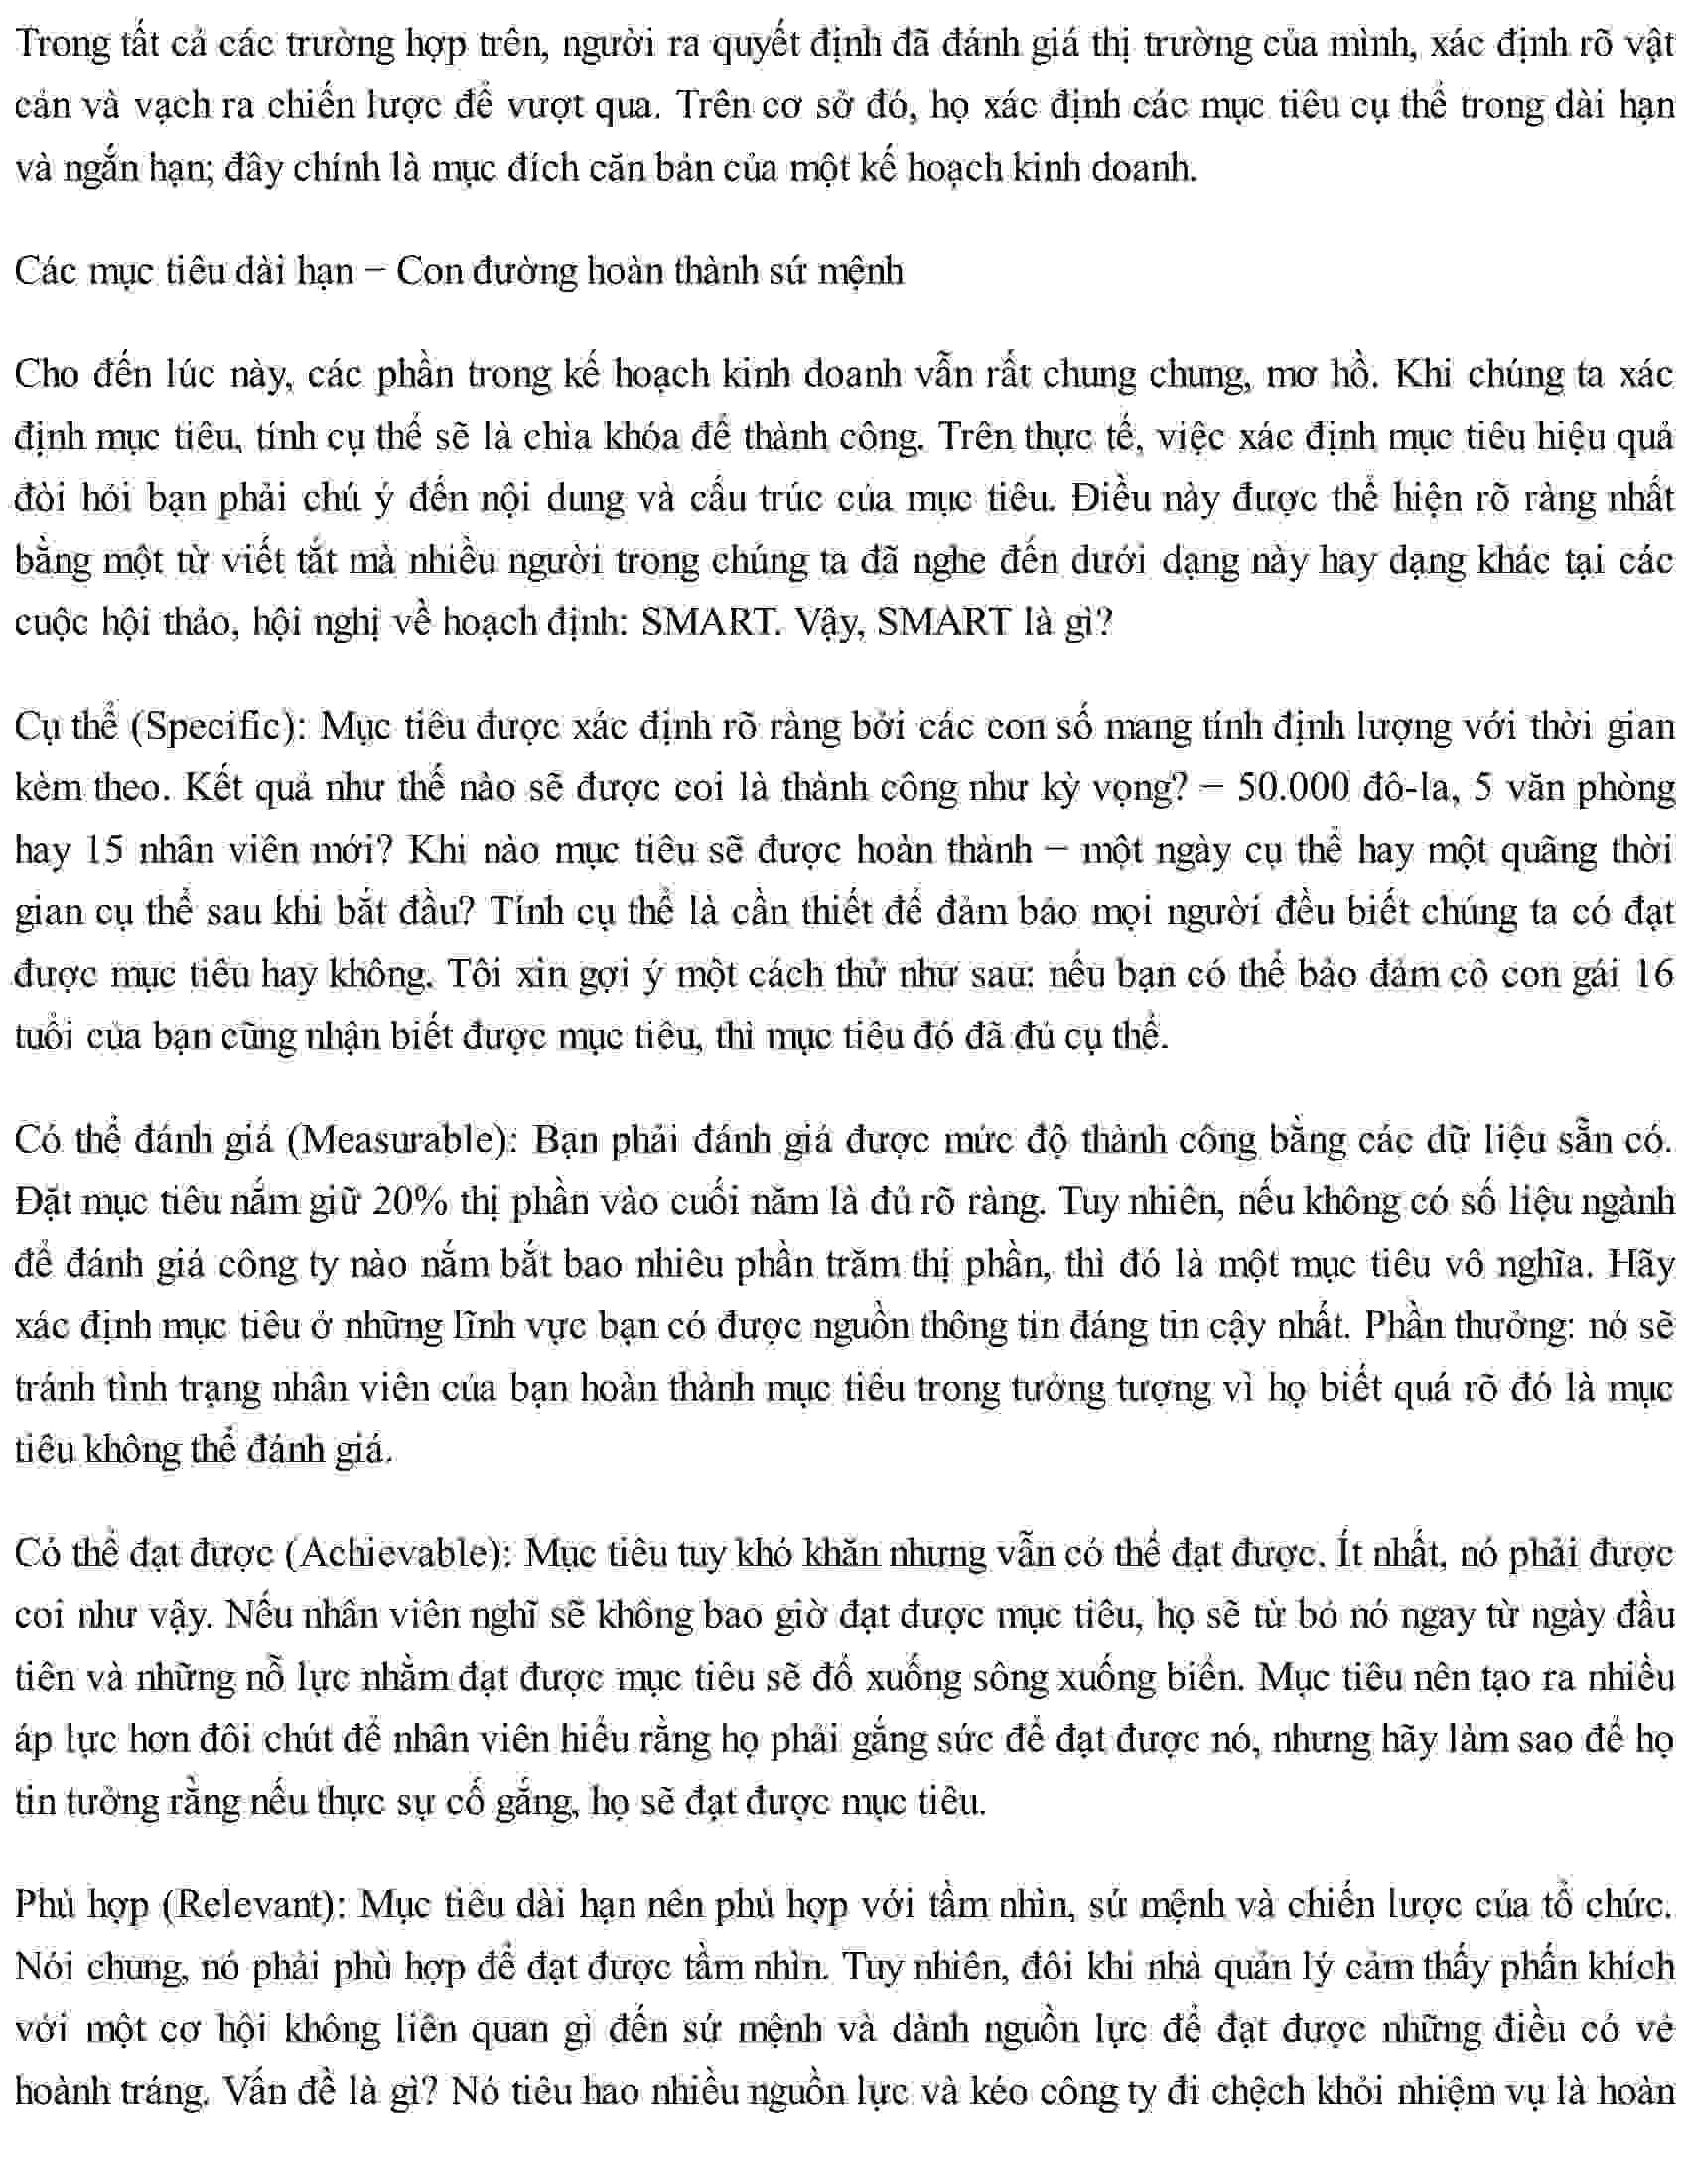 Trong tất cả các trường hợp trên, người ra quyết định đã đánh giá thị trường của mình, xác định rõ vật
cản và vạch ra chiến lược để vượt qua. Trên cơ sở đó, họ xác định các mục tiêu cụ thể trong dài hạn
và ngắn hạn; đây chính là mục đích căn bản của một kế hoạch kinh doanh.
Các mục tiêu dài hạn – Con đường hoàn thành sứ mệnh
Cho đến lúc này, các phần trong kế hoạch kinh doanh vẫn rất chung chung, mơ hồ. Khi chúng ta xác
định mục tiêu, tính cụ thể sẽ là chìa khóa để thành công. Trên thực tế, việc xác định mục tiêu hiệu quả
đòi hỏi bạn phải chú ý đến nội dung và cấu trúc của mục tiêu. Điều này được thể hiện rõ ràng nhất
bằng một từ viết tắt mà nhiều người trong chúng ta đã nghe đến dưới dạng này hay dạng khác tại các
cuộc hội thảo, hội nghị về hoạch định: SMART. Vậy, SMART là gì?
Cụ thể (Specific): Mục tiêu được xác định rõ ràng bởi các con số mang tính định lượng với thời gian
kèm theo. Kết quả như thế nào sẽ được coi là thành công như kỳ vọng? – 50.000 đô-la, 5 văn phòng
hay 15 nhân viên mới? Khi nào mục tiêu sẽ được hoàn thành – một ngày cụ thể hay một quãng thời
gian cụ thể sau khi bắt đầu? Tính cụ thể là cần thiết để đảm bảo mọi người đều biết chúng ta có đạt
được mục tiêu hay không. Tôi xin gợi ý một cách thử như sau: nếu bạn có thể bảo đảm cô con gái 16
tuổi của bạn cũng nhận biết được mục tiêu, thì mục tiêu đó đã đủ cụ thể.
Có thể đánh giá (Measurable): Bạn phải đánh giá được mức độ thành công bằng các dữ liệu sẵn có.
Đặt mục tiêu nắm giữ 20% thị phần vào cuối năm là đủ rõ ràng. Tuy nhiên, nếu không có số liệu ngành
để đánh giá công ty nào nắm bắt bao nhiêu phần trăm thị phần, thì đó là một mục tiêu vô nghĩa. Hãy
xác định mục tiêu ở những lĩnh vực bạn có được nguồn thông tin đáng tin cậy nhất. Phần thưởng: nó sẽ
tránh tình trạng nhân viên của bạn hoàn thành mục tiêu trong tưởng tượng vì họ biết quá rõ đó là mục
tiêu không thể đánh giá.
Có thể đạt được (Achievable): Mục tiêu tuy khó khăn nhưng vẫn có thể đạt được. Ít nhất, nó phải được
coi như vậy. Nếu nhân viên nghĩ sẽ không bao giờ đạt được mục tiêu, họ sẽ từ bỏ nó ngay từ ngày đầu
tiên và những nỗ lực nhằm đạt được mục tiêu sẽ đổ xuống sông xuống biển. Mục tiêu nên tạo ra nhiều
áp lực hơn đôi chút để nhân viên hiểu rằng họ phải gắng sức để đạt được nó, nhưng hãy làm sao để họ
tin tưởng rằng nếu thực sự cố gắng, họ sẽ đạt được mục tiêu.
Phù hợp (Relevant): Mục tiêu dài hạn nên phù hợp với tầm nhìn, sứ mệnh và chiến lược của tổ chức.
Nói chung, nó phải phù hợp để đạt được tầm nhìn. Tuy nhiên, đôi khi nhà quản lý cảm thấy phấn khích
với một cơ hội không liên quan gì đến sứ mệnh và dành nguồn lực để đạt được những điều có vẻ
hoành tráng. Vấn đề là gì? Nó tiêu hao nhiều nguồn lực và kéo công ty đi chệch khỏi nhiệm vụ là hoàn